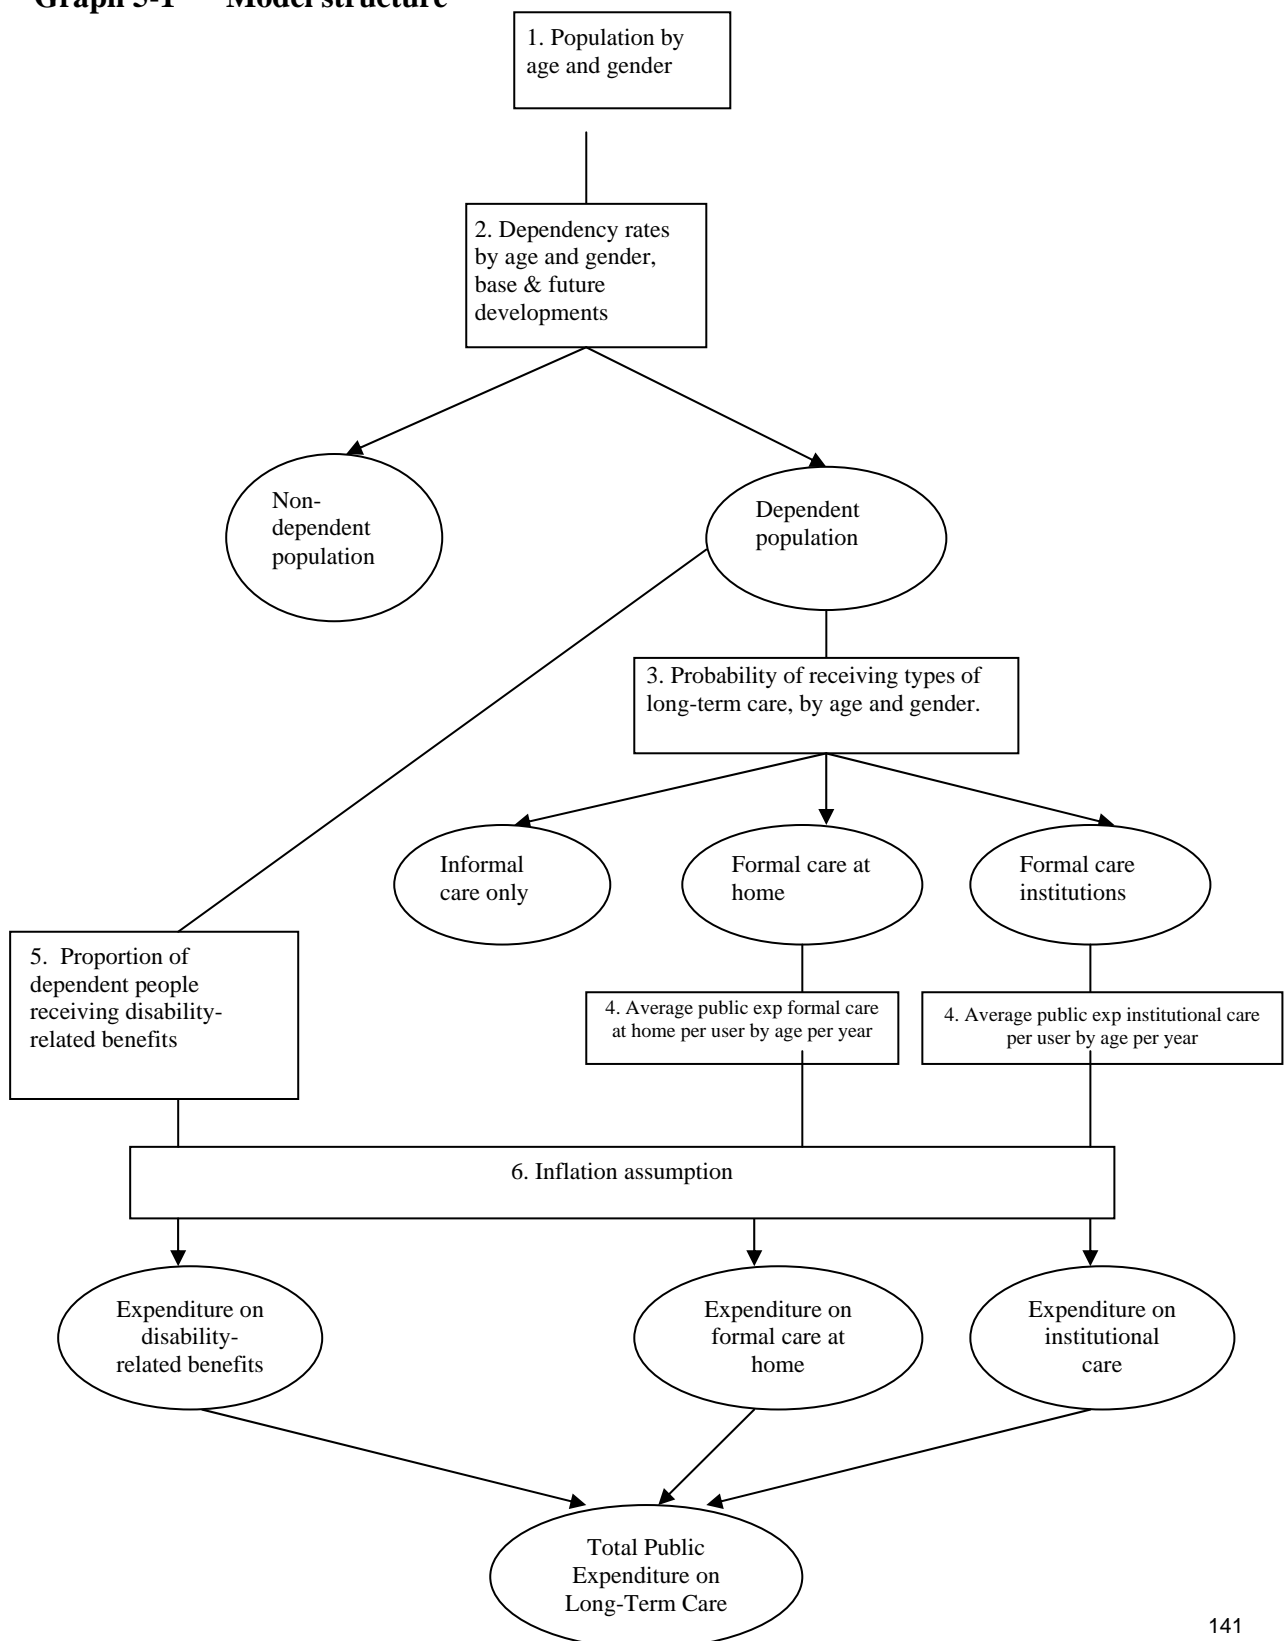 Graph 5-1 Model structure
1. Population by
age and gender
2. Dependency rates
by age and gender,
base & future
developments
Non-
dependent
population
Dependent
population
3. Probability of receiving types of
long-term care, by age and gender.
Informal
care only
Formal care at
home
Formal care
institutions
5. Proportion of
dependent people
receiving disability-
related benefits
4. Average public exp formal care
at home per user by age per year
4. Average public exp institutional care
per user by age per year
6. Inflation assumption
Expenditure on
disability-
related benefits
Expenditure on
formal care at
home
Expenditure on
institutional
care
Total Public
Expenditure on
Long-Term Care
141